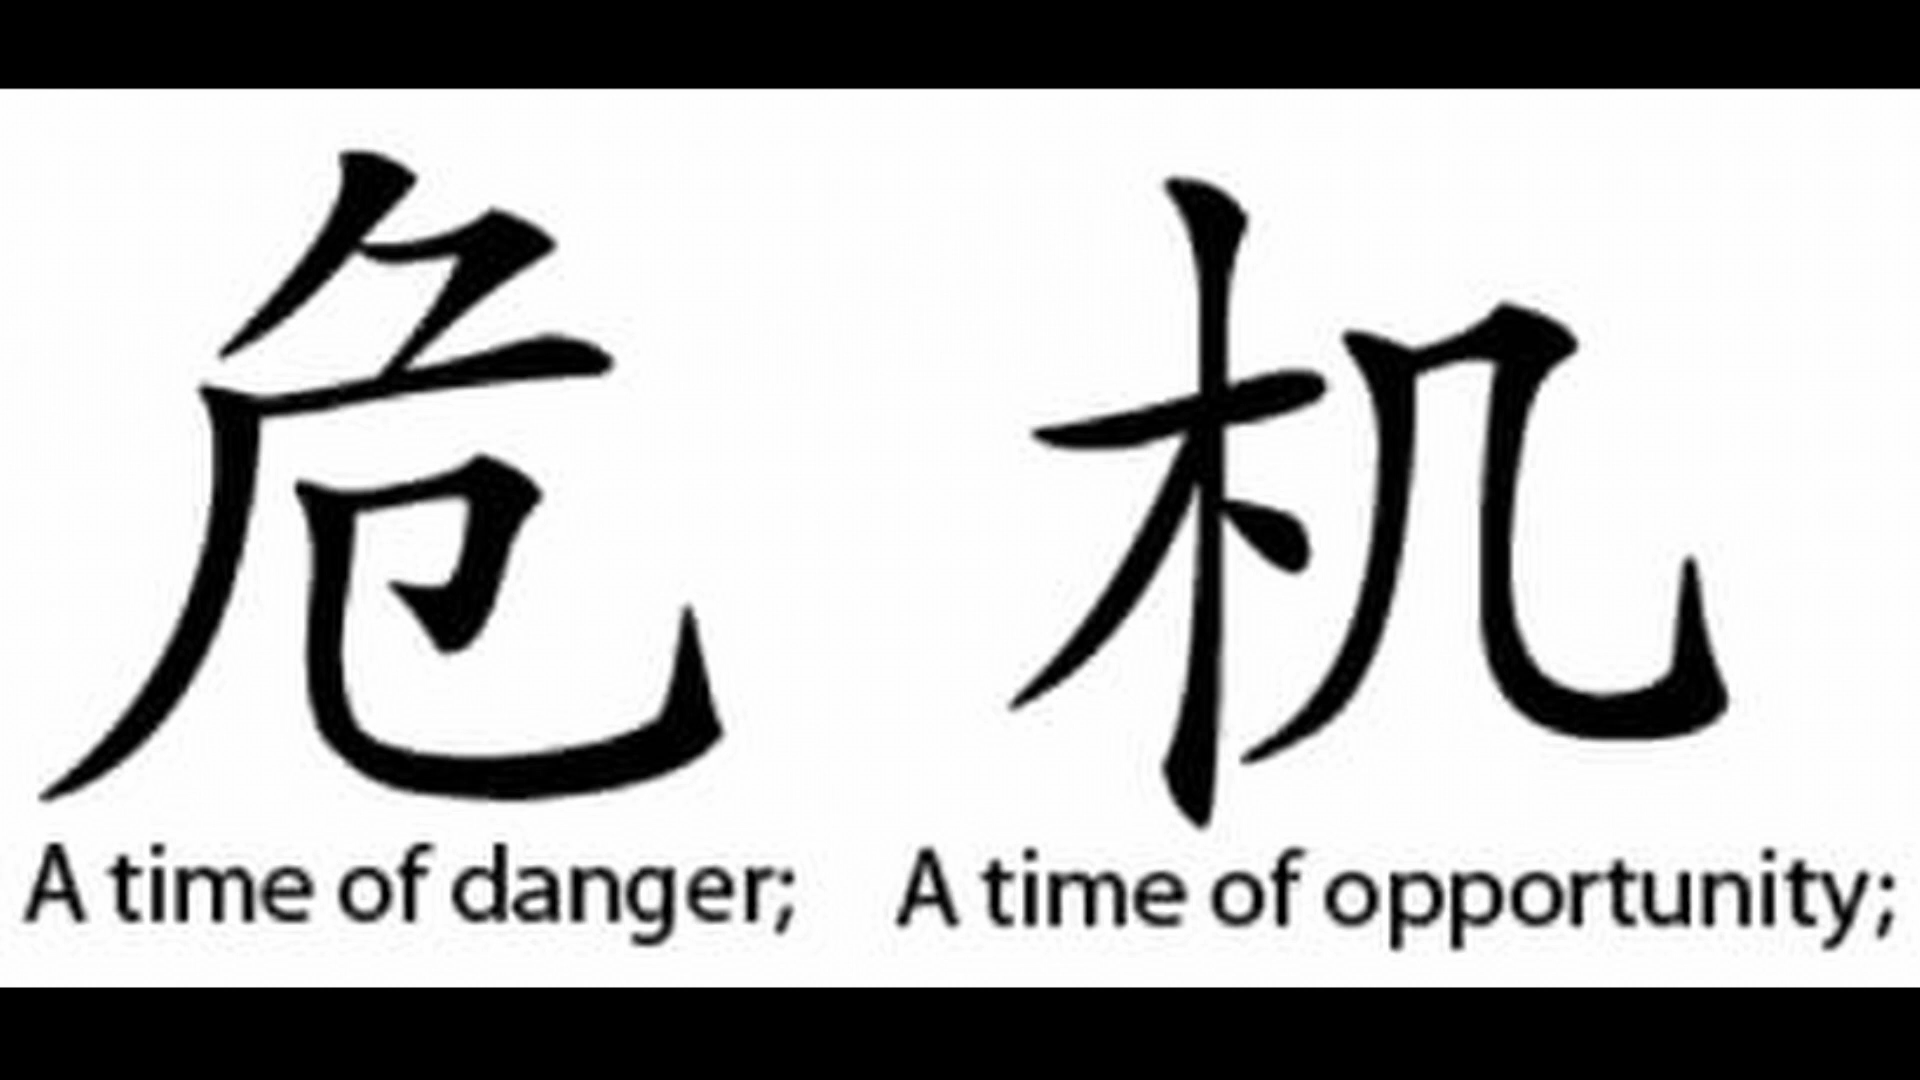 危 机
A time of danger; A time of opportunity;